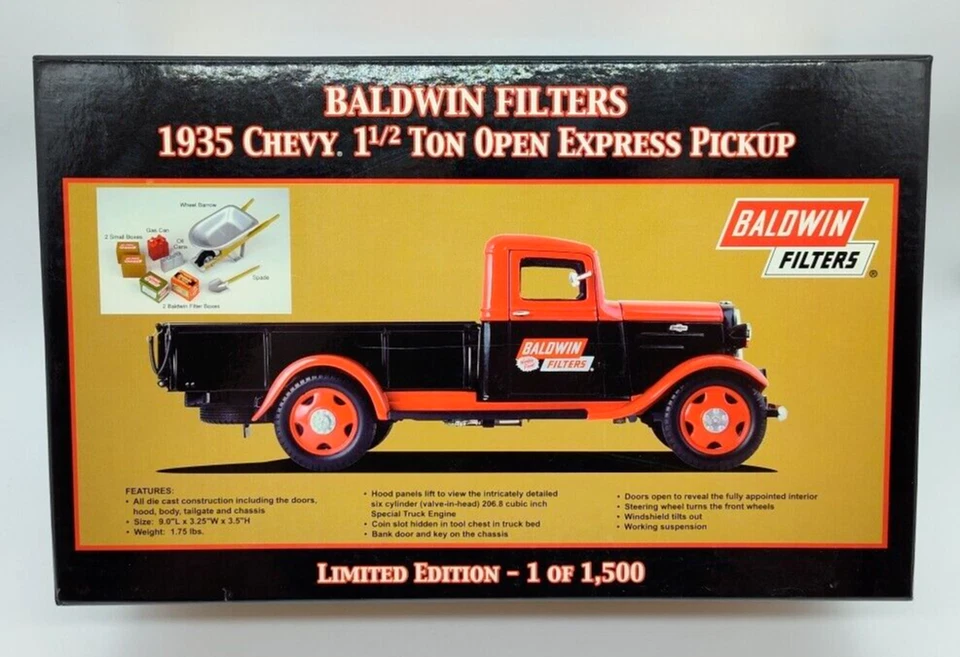 BALDWIN FILTERS
1935 CHEVY® 1 1/2 TON OPEN EXPRESS PICKUP
Wheel Barrow
2 Small Boxes
Gas Can
Oil
Cans
Spade
2 Baldwin Filter Boxes
BALDWIN
FILTERS®
BALDWIN
FILTERS
FEATURES:
• All die cast construction including the doors,
hood, body, tailgate and chassis
• Size: 9.0"L x 3.25"W x 3.5"H
• Weight: 1.75 lbs.
• Hood panels lift to view the intricately detailed
six cylinder (valve-in-head) 206.8 cubic inch
Special Truck Engine
• Coin slot hidden in tool chest in truck bed
• Bank door and key on the chassis
• Doors open to reveal the fully appointed interior
• Steering wheel turns the front wheels
• Windshield tilts out
• Working suspension
LIMITED EDITION – 1 OF 1,500